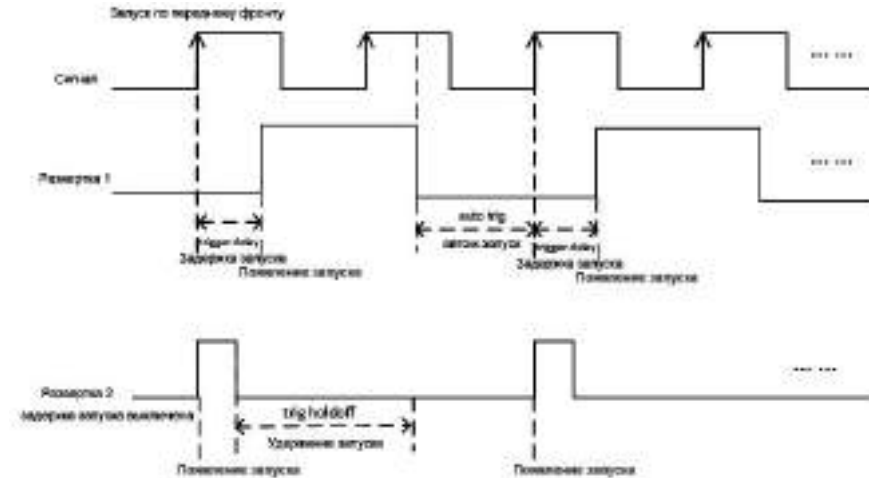 Запуск по переднему фронту
Сигнал
... ...
Развертка 1
... ...
auto trig
автом.запуск
trigger delay
Задержка запуска
Появление запуска
trigger delay
Задержка запуска
Появление запуска
... ...
Развертка 2
задержка запуска выключена
trig holdoff
Удержание запуска
Появление запуска
Появление запуска